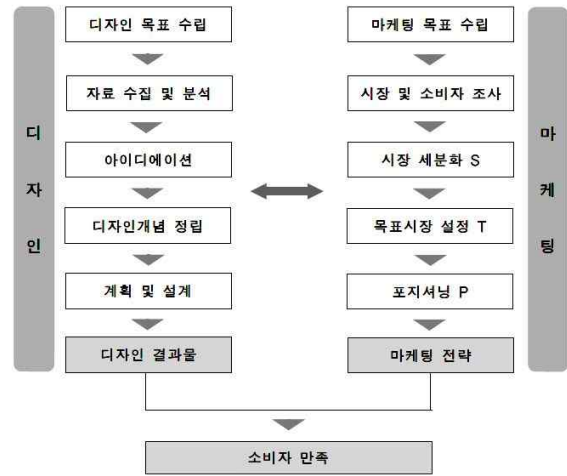 디자인
디자인 목표 수립
자료 수집 및 분석
아이디에이션
디자인개념 정립
계획 및 설계
디자인 결과물
마케팅 목표 수립
시장 및 소비자 조사
시장 세분화 S
목표시장 설정 T
포지셔닝 P
마케팅 전략
마케팅
소비자 만족